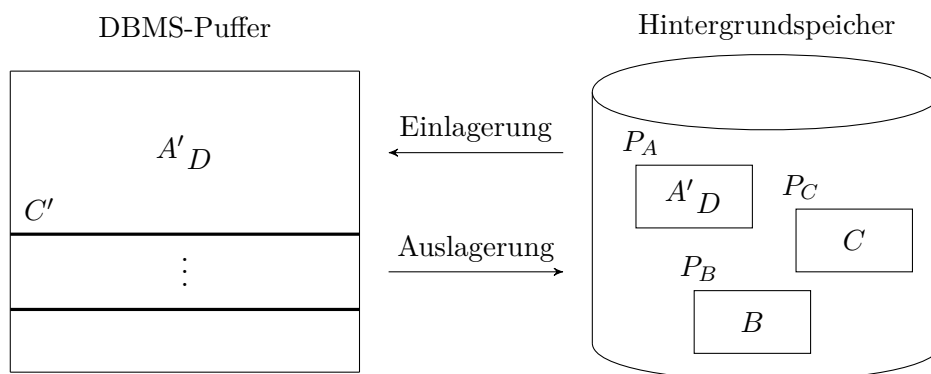 DBMS-Puffer
Hintergrundspeicher
A′ D
C′
⋮
Einlagerung
Auslagerung
P_A
A′ D
P_C
C
P_B
B